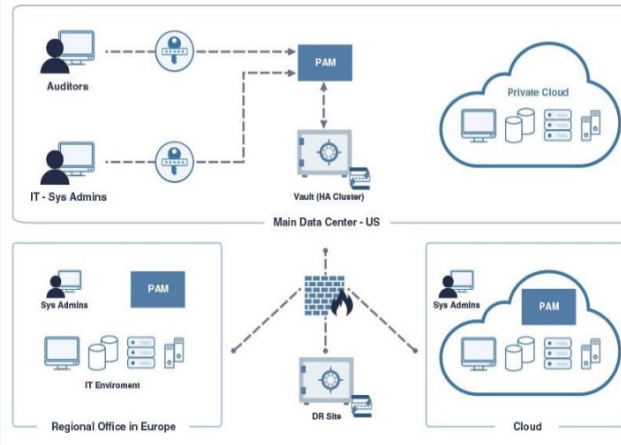 PAM
Private Cloud
Auditors
IT - Sys Admins
Vault (HA Cluster)
Main Data Center - US
Sys Admins
PAM
IT Enviroment
Regional Office in Europe
DR Site
Sys Admins
PAM
Cloud